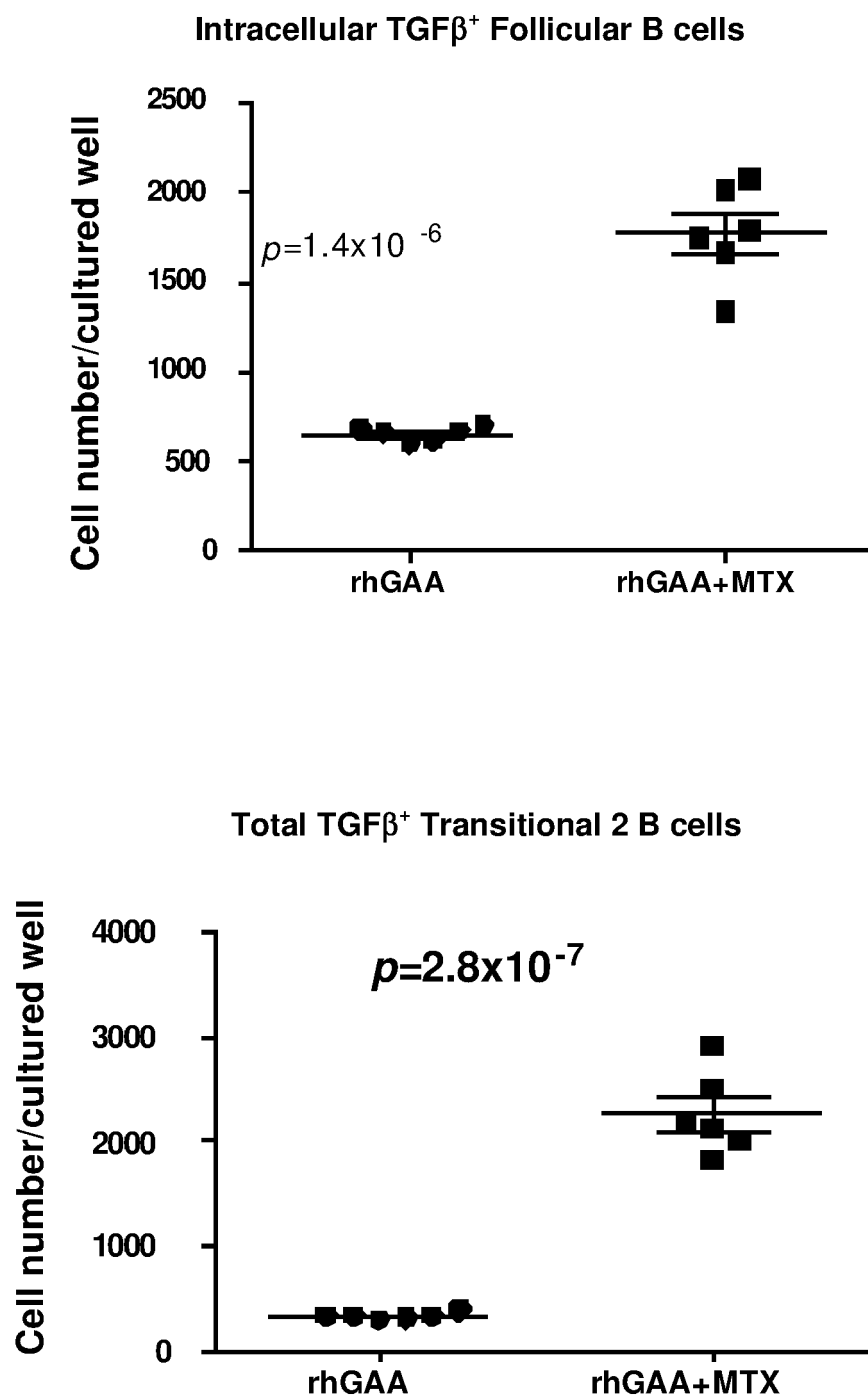 Intracellular TGFβ⁺ Follicular B cells
Cell number/cultured well
2500
2000
p=1.4x10 ⁻⁶
1500
1000
500
0
rhGAA rhGAA+MTX
Total TGFβ⁺ Transitional 2 B cells
Cell number/cultured well
4000
p=2.8x10⁻⁷
3000
2000
1000
0
rhGAA rhGAA+MTX